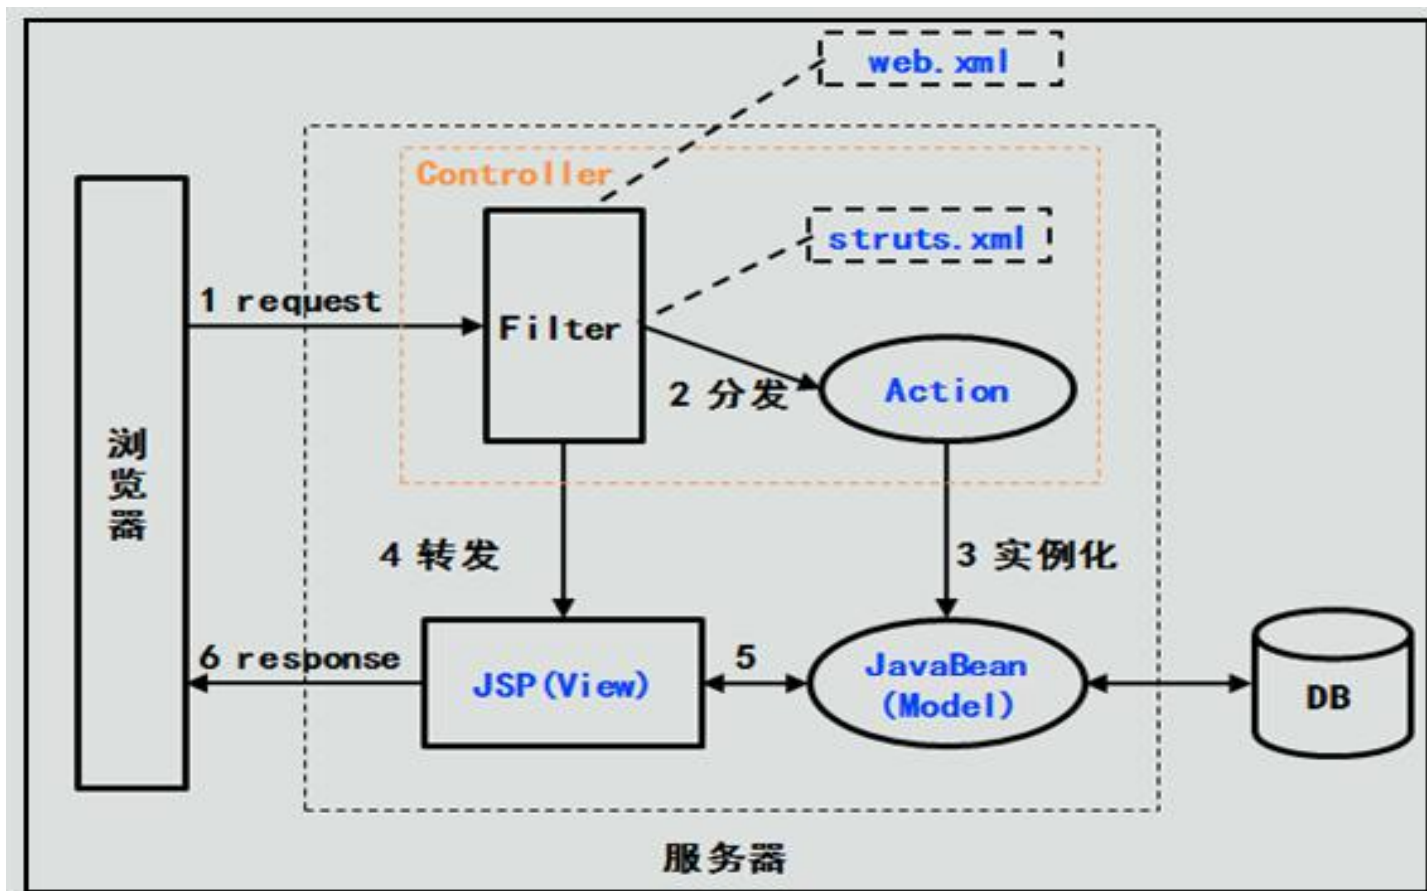 web.xml
Controller
struts.xml
1 request
Filter
2 分发
Action
浏
览
器
4 转发
3 实例化
6 response
JSP(View)
5
JavaBean
(Model)
DB
服务器